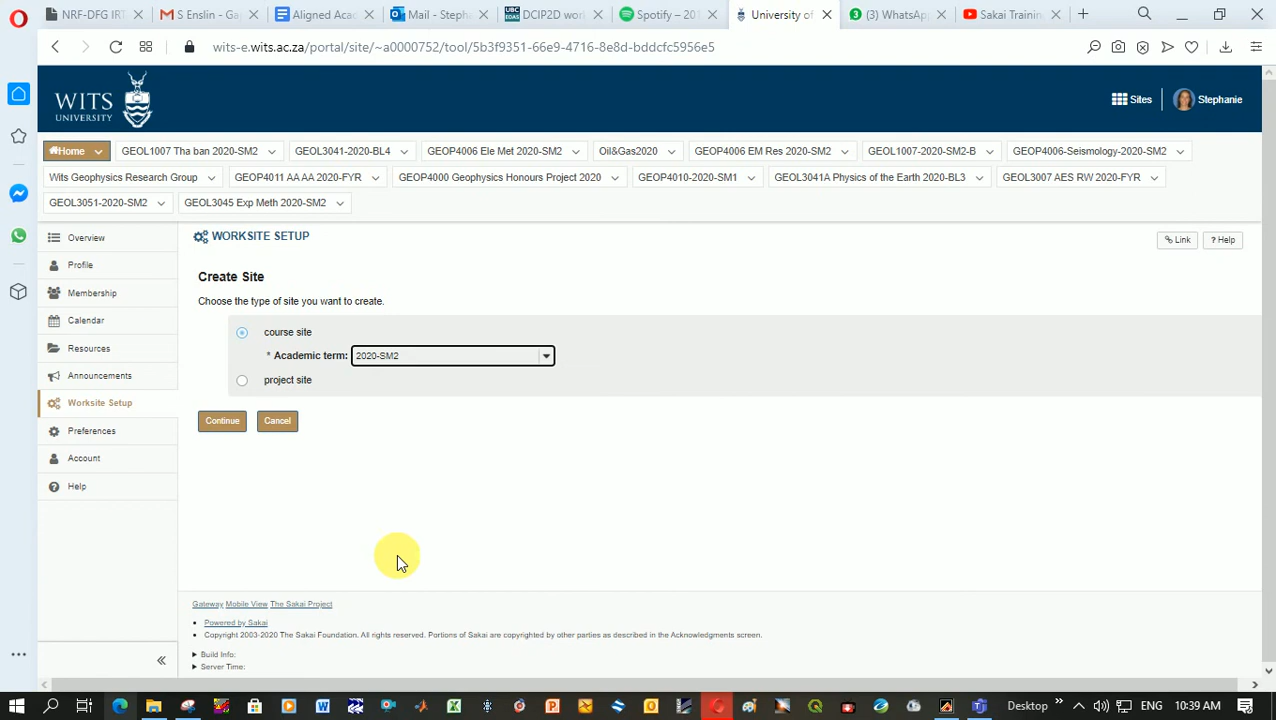 NRF-DFG IRT
S Enslin - Ga
Aligned Aca
Mail - Steph
DGIP2D wor
Spotify – 20
University of
(3) WhatsApp
Sakai Training
wits-e.wits.ac.za/portal/site/~a0000752/tool/5b3f9351-66e9-4716-8e8d-bddcfc5956e5
WITS UNIVERSITY
Sites
Stephanie
Home
GEOL1007 Tha ban 2020-SM2
GEOL3041-2020-BL4
GEOP4006 Ele Met 2020-SM2
Oil&Gas2020
GEOP4006 EM Res 2020-SM2
GEOL1007-2020-SM2-B
GEOP4006-Seismology-2020-SM2
Wits Geophysics Research Group
GEOP4011 AA AA 2020-FYR
GEOP4000 Geophysics Honours Project 2020
GEOP4010-2020-SM1
GEOL3041A Physics of the Earth 2020-BL3
GEOL3007 AES RW 2020-FYR
GEOL3051-2020-SM2
GEOL3045 Exp Meth 2020-SM2
Overview
Profile
Membership
Calendar
Resources
Announcements
Worksite Setup
Preferences
Account
Help
WORKSITE SETUP
Link
? Help
Create Site
Choose the type of site you want to create.
course site
* Academic term: 2020-SM2
project site
Continue
Cancel
Gateway Mobile View The Sakai Project
Powered by Sakai
Copyright 2003-2020 The Sakai Foundation. All rights reserved. Portions of Sakai are copyrighted by other parties as described in the Acknowledgments screen.
Build Info:
Server Time:
Desktop
10:39 AM